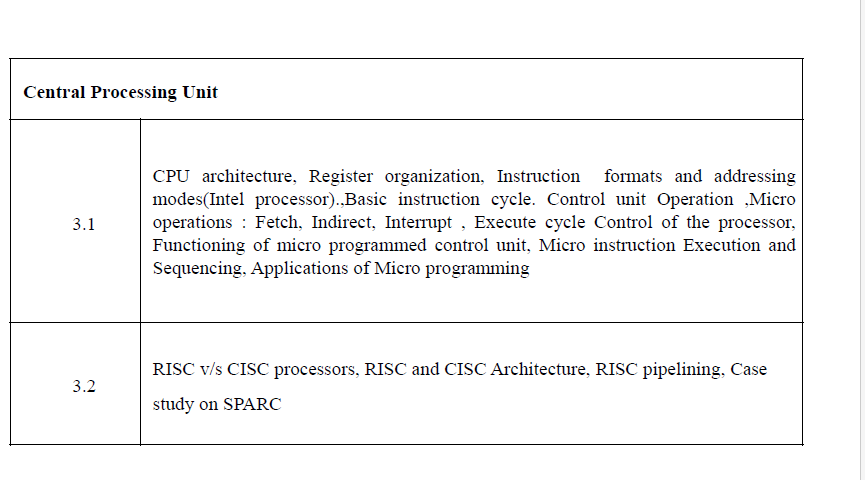 Central Processing Unit
3.1
CPU architecture, Register organization, Instruction formats and addressing
modes(Intel processor).,Basic instruction cycle. Control unit Operation ,Micro
operations : Fetch, Indirect, Interrupt , Execute cycle Control of the processor,
Functioning of micro programmed control unit, Micro instruction Execution and
Sequencing, Applications of Micro programming
3.2
RISC v/s CISC processors, RISC and CISC Architecture, RISC pipelining, Case
study on SPARC